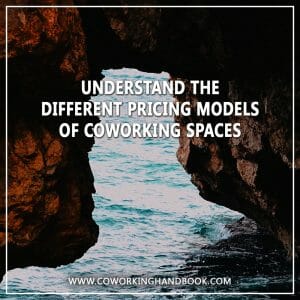 UNDERSTAND THE
DIFFERENT PRICING MODELS
OF COWORKING SPACES
WWW.COWORKINGHANDBOOK.COM